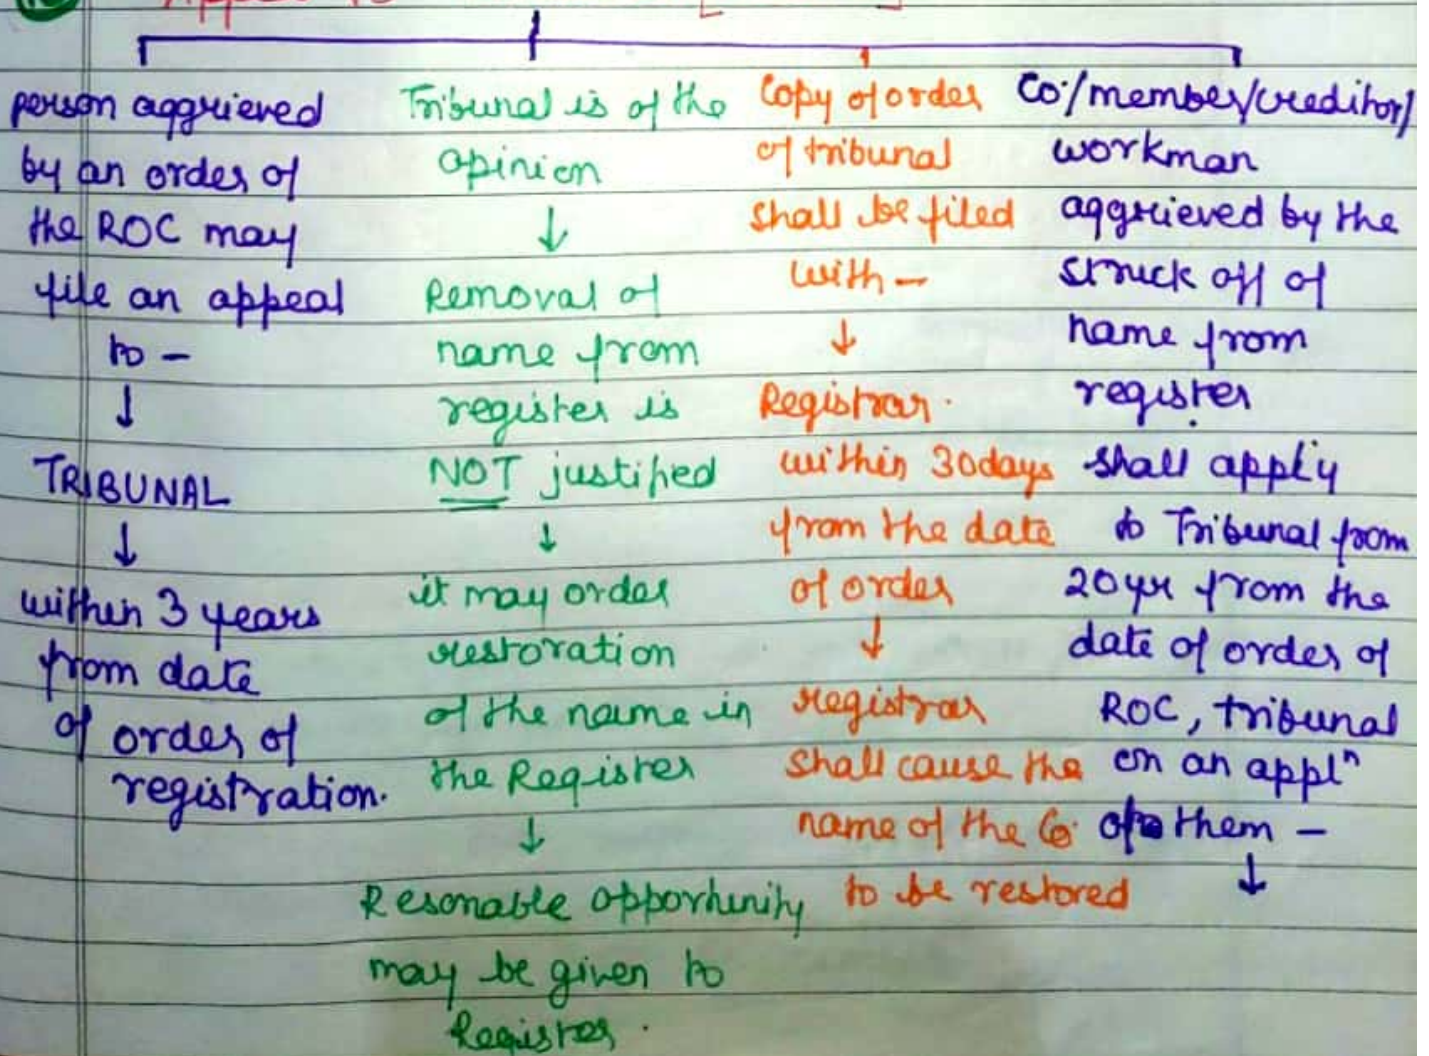 person aggrieved
by an order of
the ROC may
file an appeal
to -
↓
TRIBUNAL
↓
within 3 years
from date
of order of
registration.
Tribunal is of the
opinion
↓
Removal of
name from
register is
NOT justified
↓
it may order
restoration
of the name in
the Register
↓
Resonable opportunity
may be given to
Register.
Copy of order
of tribunal
shall be filed
with -
↓
Registrar.
within 30days
from the date
of order
↓
registrar
shall cause the
name of the Co.
to be restored
Co./member/creditor/
workman
aggrieved by the
struck off of
name from
register
shall apply
to Tribunal from
20yr from the
date of order of
ROC, tribunal
on an applⁿ
of them -
↓